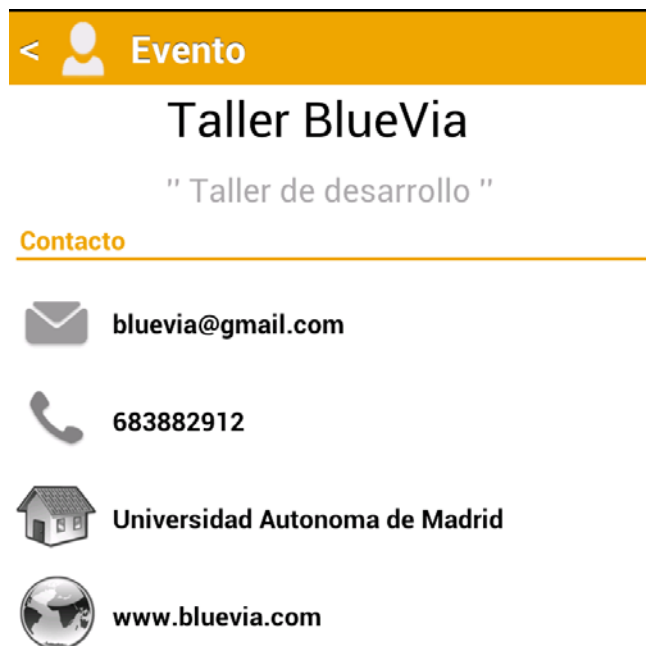 < Evento
Taller BlueVia
" Taller de desarrollo "
Contacto
bluevia@gmail.com
683882912
Universidad Autonoma de Madrid
www.bluevia.com